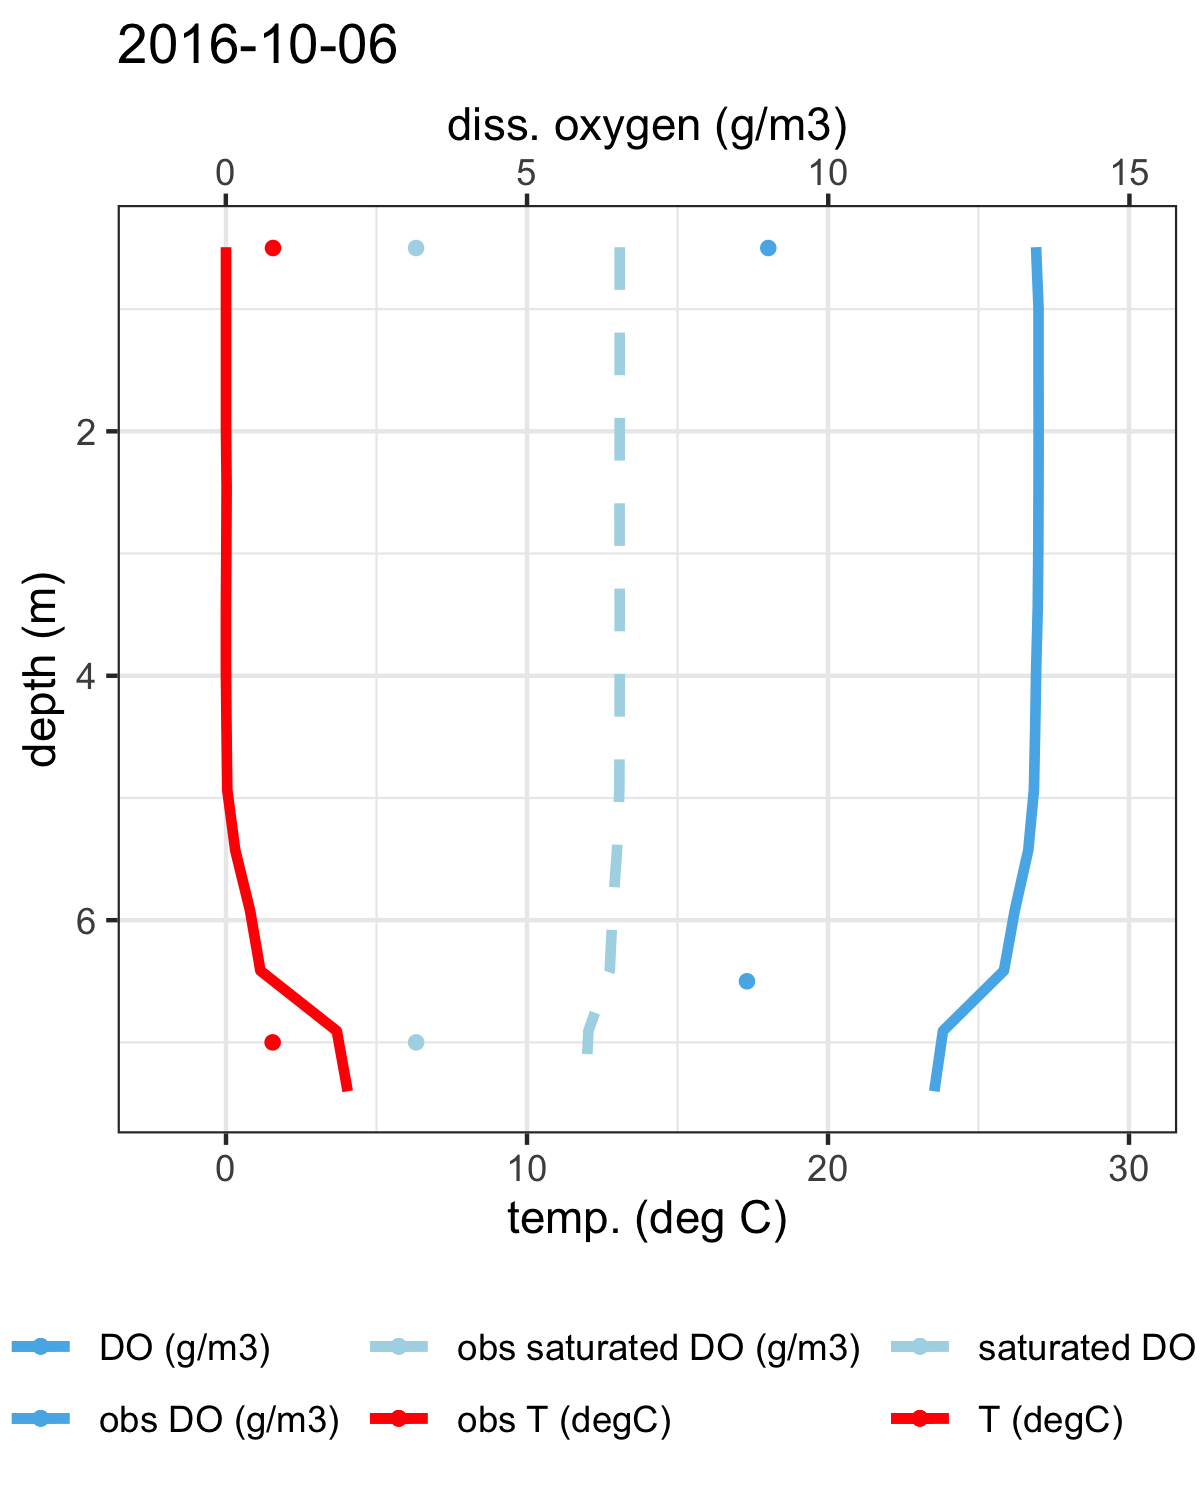 2016-10-06
diss. oxygen (g/m3)
0 5 10 15
depth (m)
2
4
6
0 10 20 30
temp. (deg C)
DO (g/m3) obs saturated DO (g/m3) saturated DO
obs DO (g/m3) obs T (degC) T (degC)